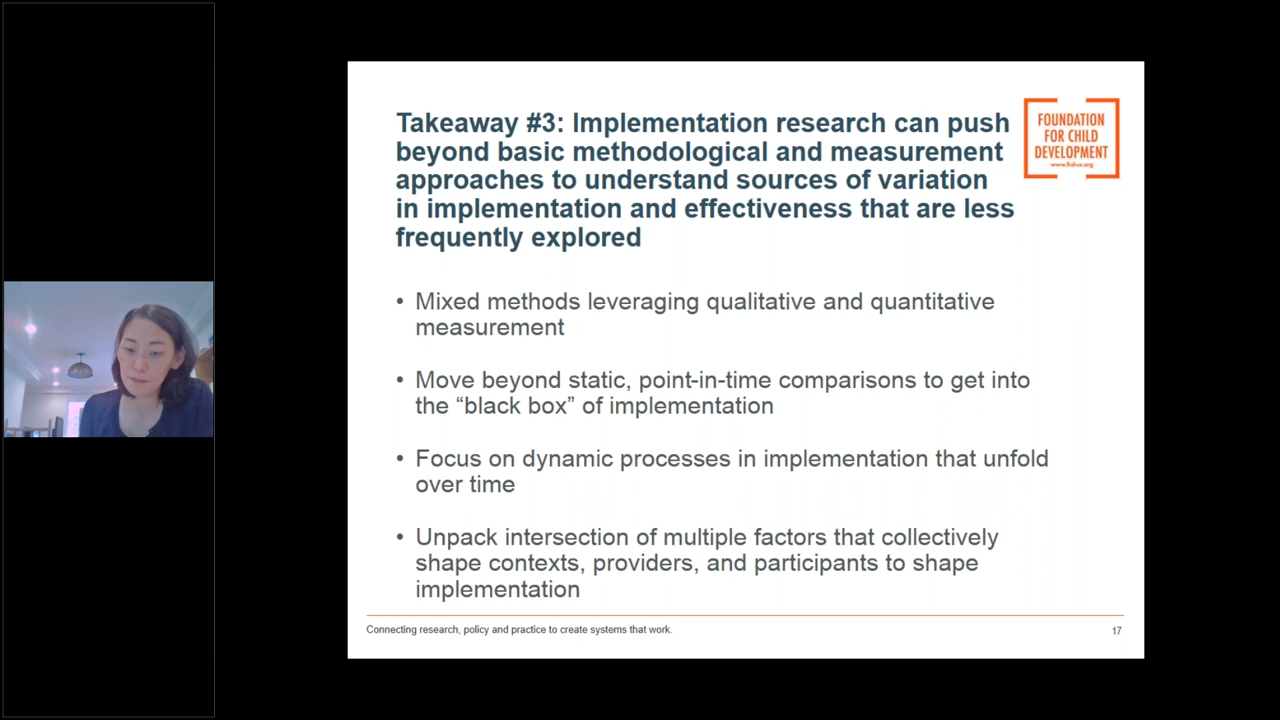 Takeaway #3: Implementation research can push
beyond basic methodological and measurement
approaches to understand sources of variation
in implementation and effectiveness that are less
frequently explored
FOUNDATION
FOR CHILD
DEVELOPMENT
www.fcd-us.org
• Mixed methods leveraging qualitative and quantitative
measurement
• Move beyond static, point-in-time comparisons to get into
the “black box” of implementation
• Focus on dynamic processes in implementation that unfold
over time
• Unpack intersection of multiple factors that collectively
shape contexts, providers, and participants to shape
implementation
Connecting research, policy and practice to create systems that work.
17